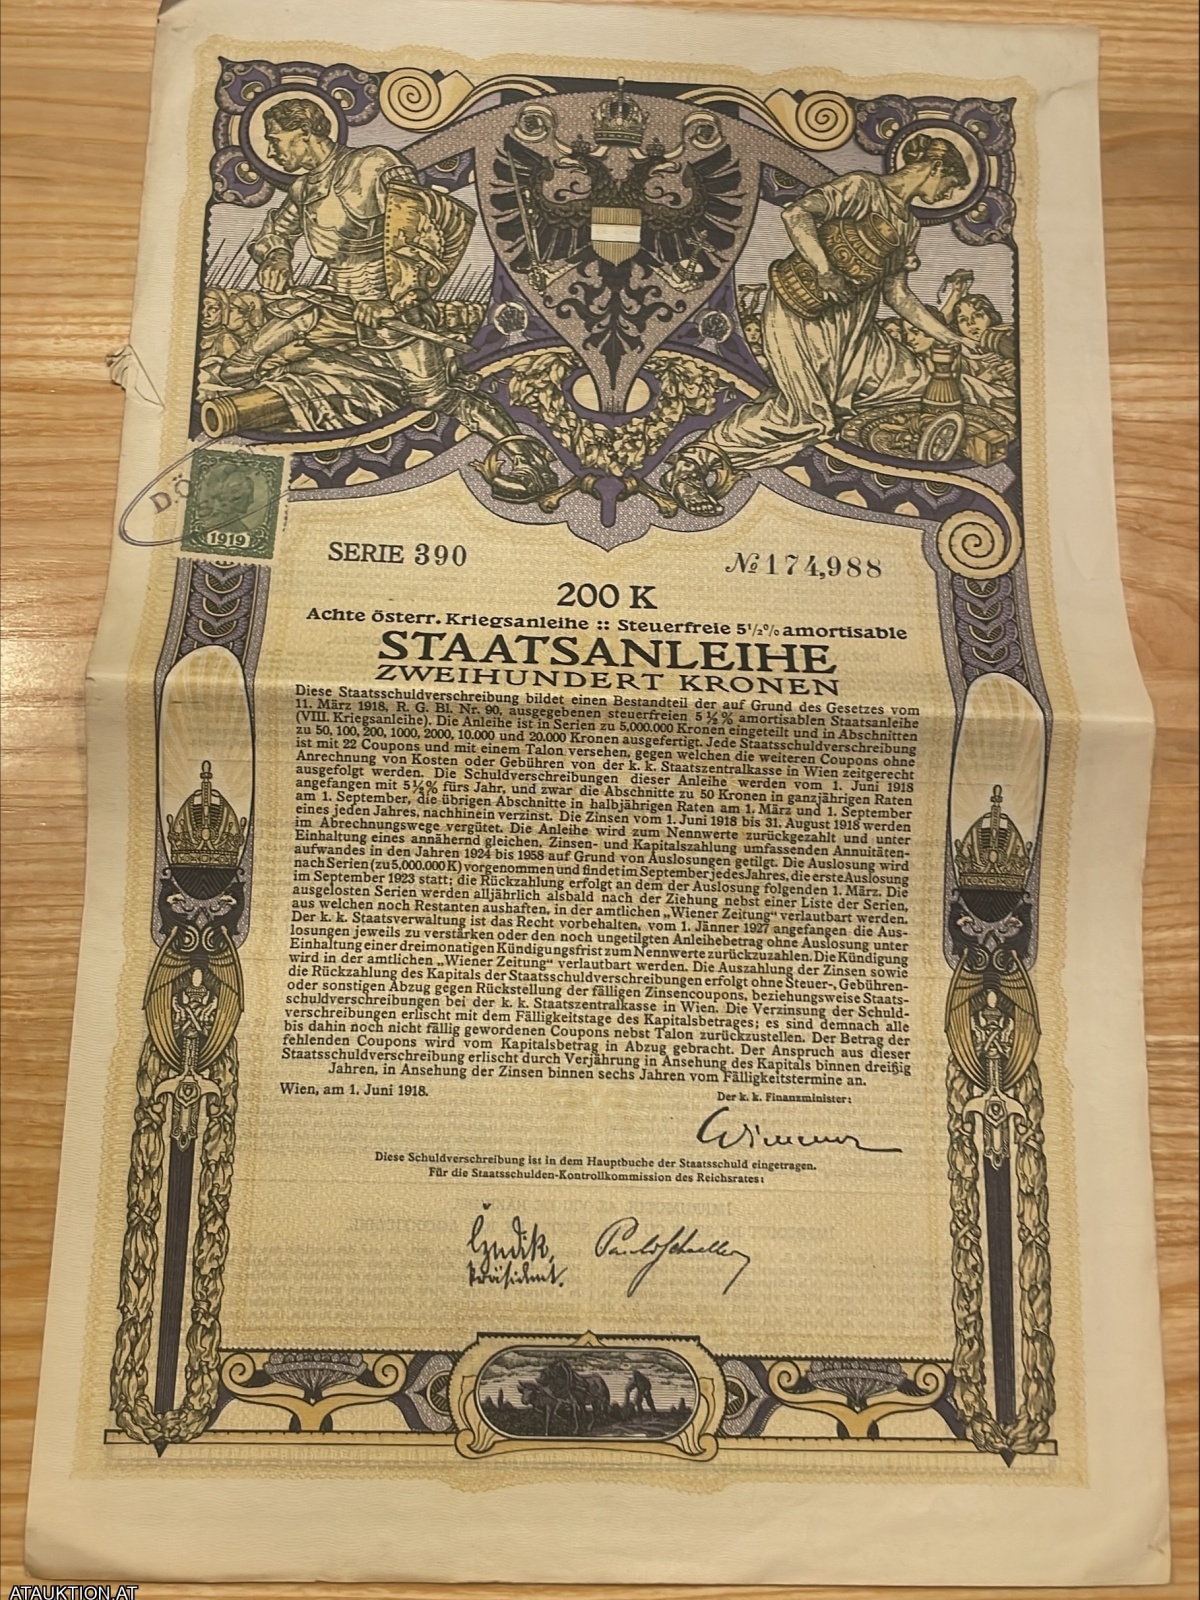 D.Ö
1919
SERIE 390
№ 174,988
200 K
Achte österr. Kriegsanleihe :: Steuerfreie 5½% amortisable
STAATSANLEIHE
ZWEIHUNDERT KRONEN
Diese Staatsschuldverschreibung bildet einen Bestandteil der auf Grund des Gesetzes vom
11. März 1918, R. G. Bl. Nr. 90, ausgegebenen steuerfreien 5½% amortisablen Staatsanleihe
(VIII. Kriegsanleihe). Die Anleihe ist in Serien zu 5,000.000 Kronen eingeteilt und in Abschnitten
zu 50, 100, 200, 1000, 2000, 10.000 und 20.000 Kronen ausgefertigt. Jede Staatsschuldverschreibung
ist mit 22 Coupons und mit einem Talon versehen, gegen welchen die weiteren Coupons ohne
Anrechnung von Kosten oder Gebühren von der k. k. Staatszentralkasse in Wien zeitgerecht
ausgefolgt werden. Die Schuldverschreibungen dieser Anleihe werden vom 1. Juni 1918
angefangen mit 5½% fürs Jahr, und zwar die Abschnitte zu 50 Kronen in ganzjährigen Raten
am 1. September, die übrigen Abschnitte in halbjährigen Raten am 1. März und 1. September
eines jeden Jahres, nachhinein verzinst. Die Zinsen vom 1. Juni 1918 bis 31. August 1918 werden
im Abrechnungswege vergütet. Die Anleihe wird zum Nennwerte zurückgezahlt und unter
Einhaltung eines annähernd gleichen, Zinsen- und Kapitalszahlung umfassenden Annuitäten-
aufwandes in den Jahren 1924 bis 1958 auf Grund von Auslosungen getilgt. Die Auslosung wird
nach Serien (zu 5,000.000 K) vorgenommen und findet im September jedes Jahres, die erste Auslosung
im September 1923 statt; die Rückzahlung erfolgt an dem der Auslosung folgenden 1. März. Die
ausgelosten Serien werden alljährlich alsbald nach der Ziehung nebst einer Liste der Serien,
aus welchen noch Restanten aushaften, in der amtlichen „Wiener Zeitung" verlautbart werden.
Der k. k. Staatsverwaltung ist das Recht vorbehalten, vom 1. Jänner 1927 angefangen die Aus-
losungen jeweils zu verstärken oder den noch ungetilgten Anleihebetrag ohne Auslosung unter
Einhaltung einer dreimonatigen Kündigungsfrist zum Nennwerte zurückzuzahlen. Die Kündigung
wird in der amtlichen „Wiener Zeitung" verlautbart werden. Die Auszahlung der Zinsen sowie
die Rückzahlung des Kapitals der Staatsschuldverschreibungen erfolgt ohne Steuer-, Gebühren-
oder sonstigen Abzug gegen Rückstellung der fälligen Zinsencoupons, beziehungsweise Staats-
schuldverschreibungen bei der k. k. Staatszentralkasse in Wien. Die Verzinsung der Schuld-
verschreibungen erlischt mit dem Fälligkeitstage des Kapitalsbetrages; es sind demnach alle
bis dahin noch nicht fällig gewordenen Coupons nebst Talon zurückzustellen. Der Betrag der
fehlenden Coupons wird vom Kapitalsbetrag in Abzug gebracht. Der Anspruch aus dieser
Staatsschuldverschreibung erlischt durch Verjährung in Ansehung des Kapitals binnen dreißig
Jahren, in Ansehung der Zinsen binnen sechs Jahren vom Fälligkeitstermine an.
Wien, am 1. Juni 1918.
Der k. k. Finanzminister:
Wimmer
Diese Schuldverschreibung ist in dem Hauptbuche der Staatsschuld eingetragen.
Für die Staatsschulden-Kontrollkommission des Reichsrates:
Präsident.
ATAUKTION.AT